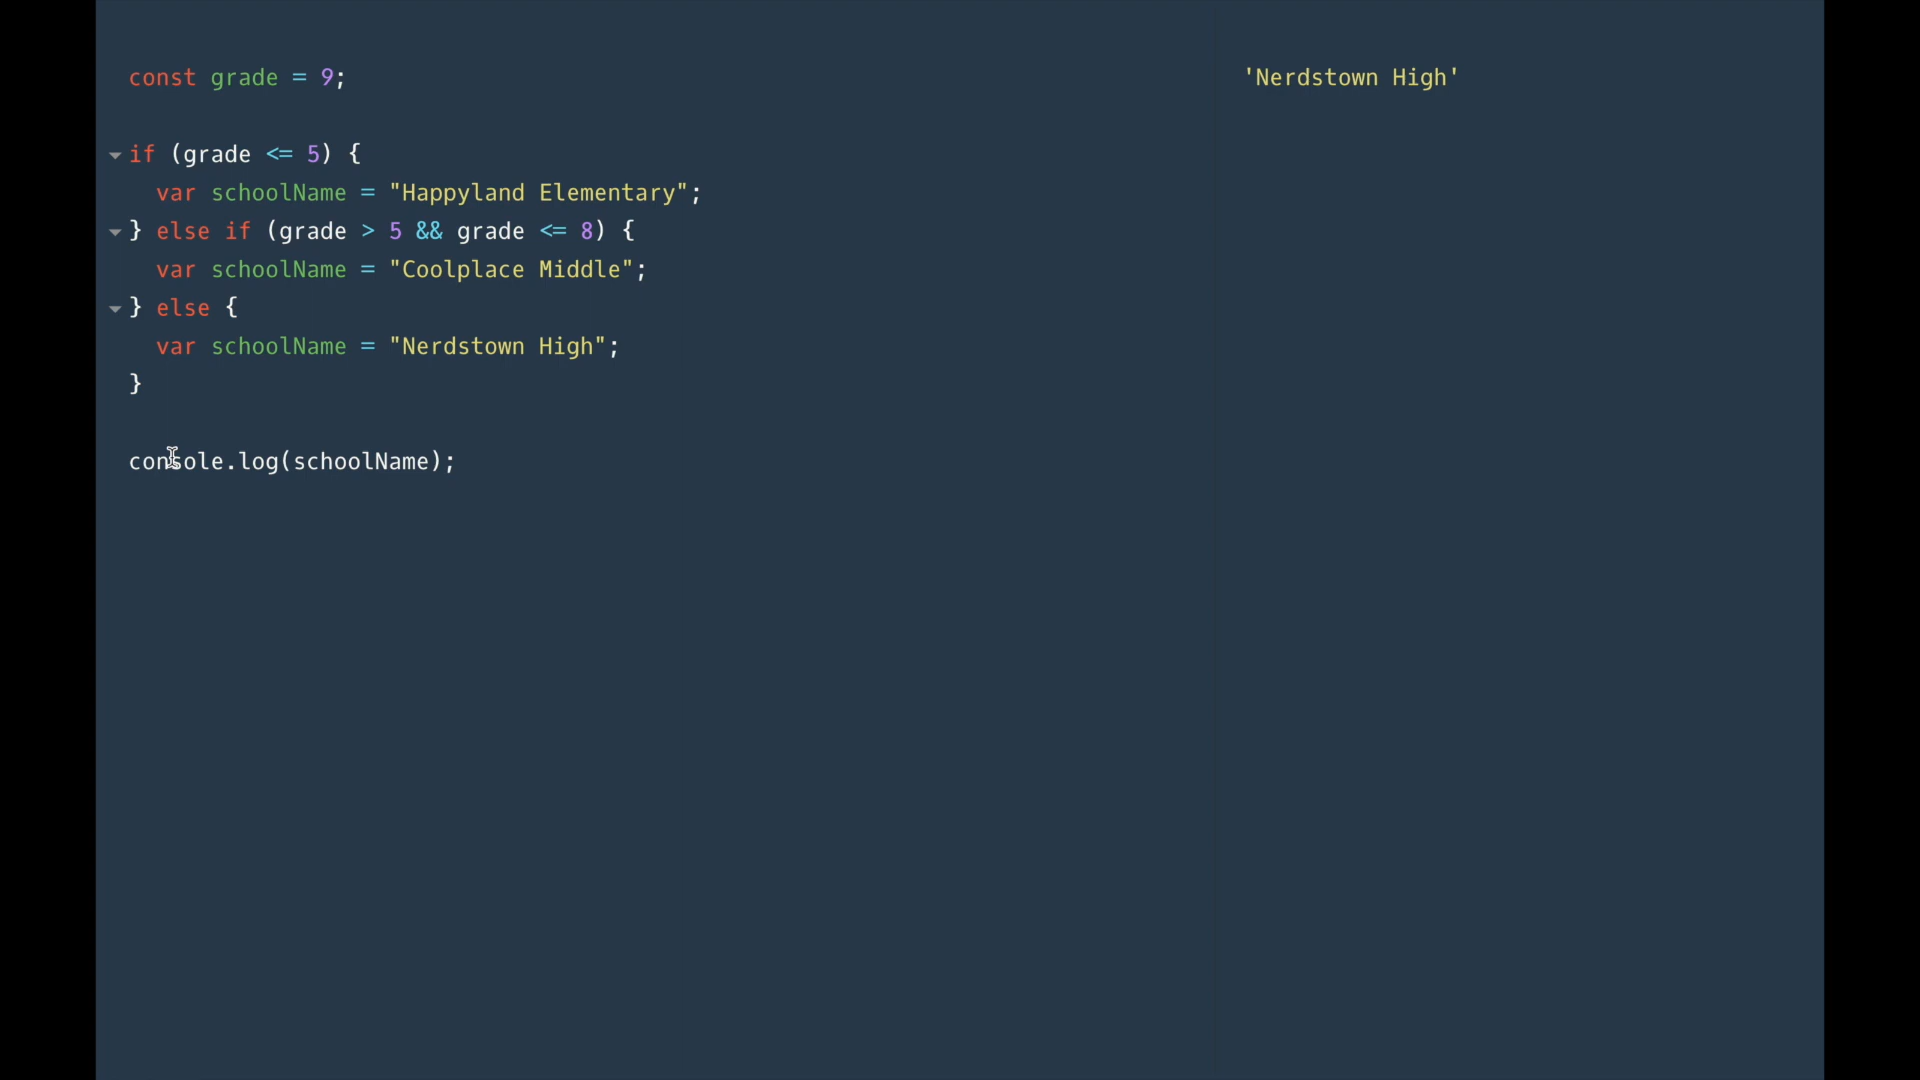 const grade = 9;
if (grade <= 5) {
var schoolName = "Happyland Elementary";
} else if (grade > 5 && grade <= 8) {
var schoolName = "Coolplace Middle";
} else {
var schoolName = "Nerdstown High";
}
console.log(schoolName);
'Nerdstown High'